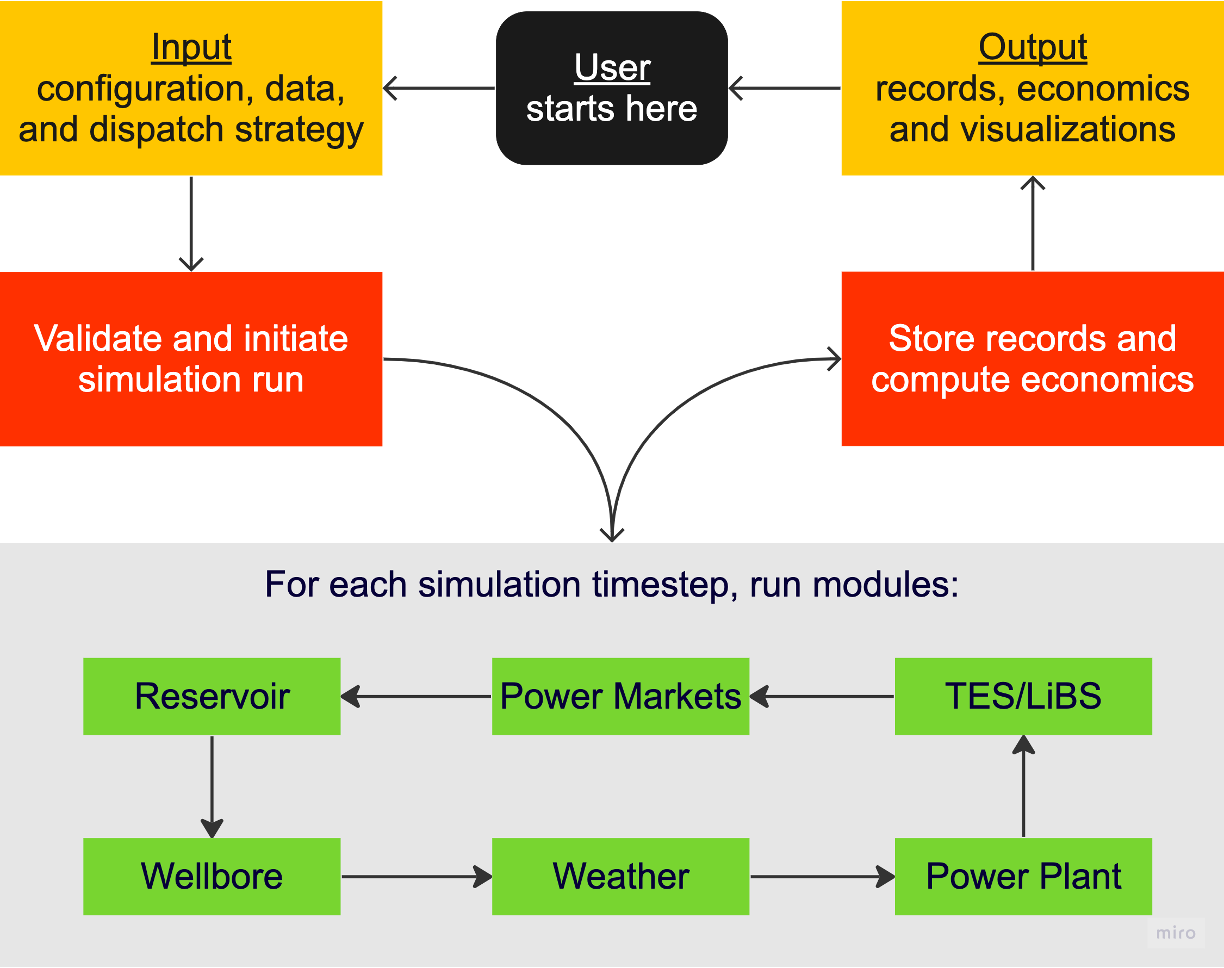 Input
configuration, data,
and dispatch strategy
User
starts here
Output
records, economics
and visualizations
Validate and initiate
simulation run
Store records and
compute economics
For each simulation timestep, run modules:
Reservoir
Power Markets
TES/LiBS
Wellbore
Weather
Power Plant
miro